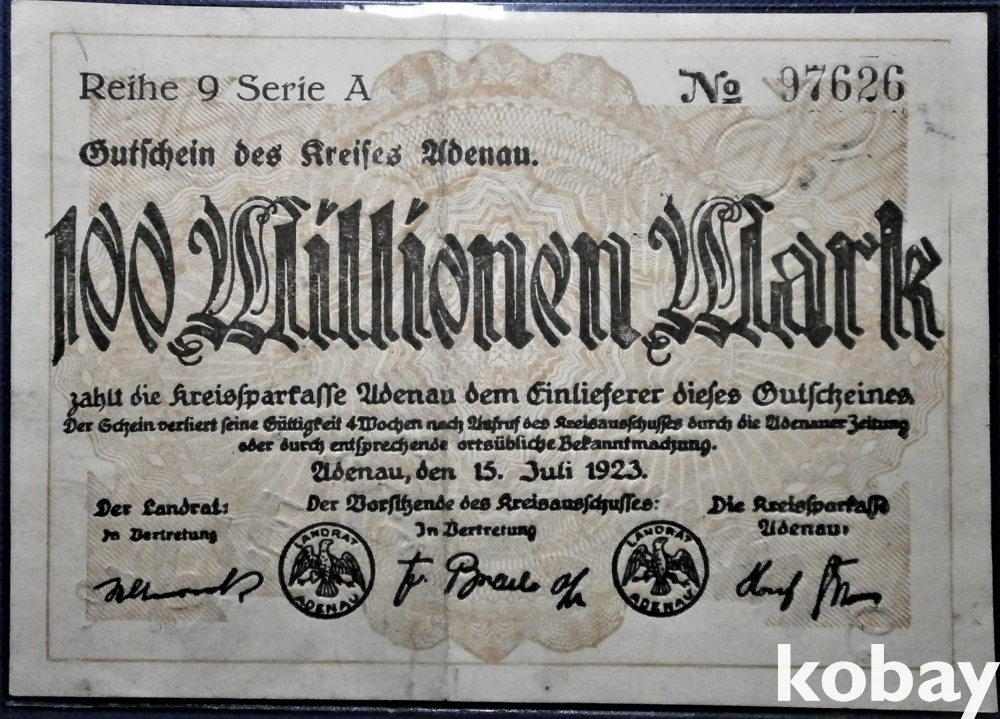 Reihe 9 Serie A
No 97626
Gutschein des Kreises Adenau.
100 Millionen Mark
zahlt die Kreissparkasse Adenau dem Einlieferer dieses Gutscheines
Der Schein verliert seine Gültigkeit 4 Wochen nach Aufruf des Kreisausschusses durch die Adenauer Zeitung
oder durch entsprechende ortsübliche Bekanntmachung.
Adenau, den 15. Juli 1923.
Der Landrat:
In Vertretung
Der Vorsitzende des Kreisausschusses:
In Vertretung
Die Kreissparkasse
Adenau:
LANDRAT
ADENAU
LANDRAT
ADENAU
kobay